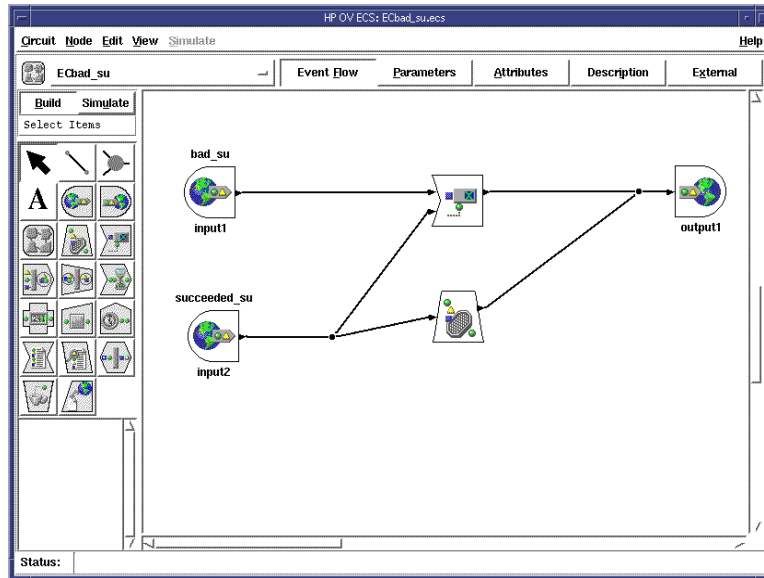 HP OV ECS: ECbad_su.ecs
Circuit Node Edit View Simulate Help
ECbad_su Event Flow Parameters Attributes Description External
Build Simulate
Select Items
A
bad_su
input1
output1
succeeded_su
input2
Status: